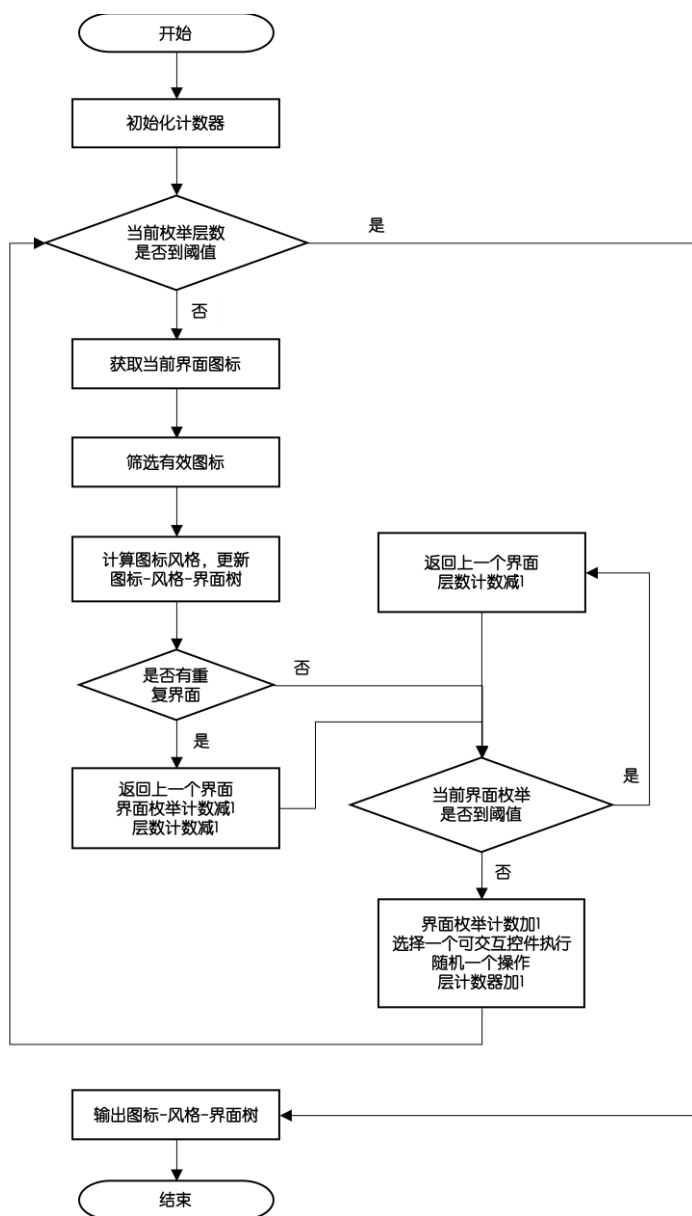 开始
初始化计数器
当前枚举层数
是否到阈值
是
否
获取当前界面图标
筛选有效图标
计算图标风格，更新
图标-风格-界面树
返回上一个界面
层数计数减1
是否有重
复界面
否
是
返回上一个界面
界面枚举计数减1
层数计数减1
当前界面枚举
是否到阈值
是
否
界面枚举计数加1
选择一个可交互控件执行
随机一个操作
层计数器加1
输出图标-风格-界面树
结束